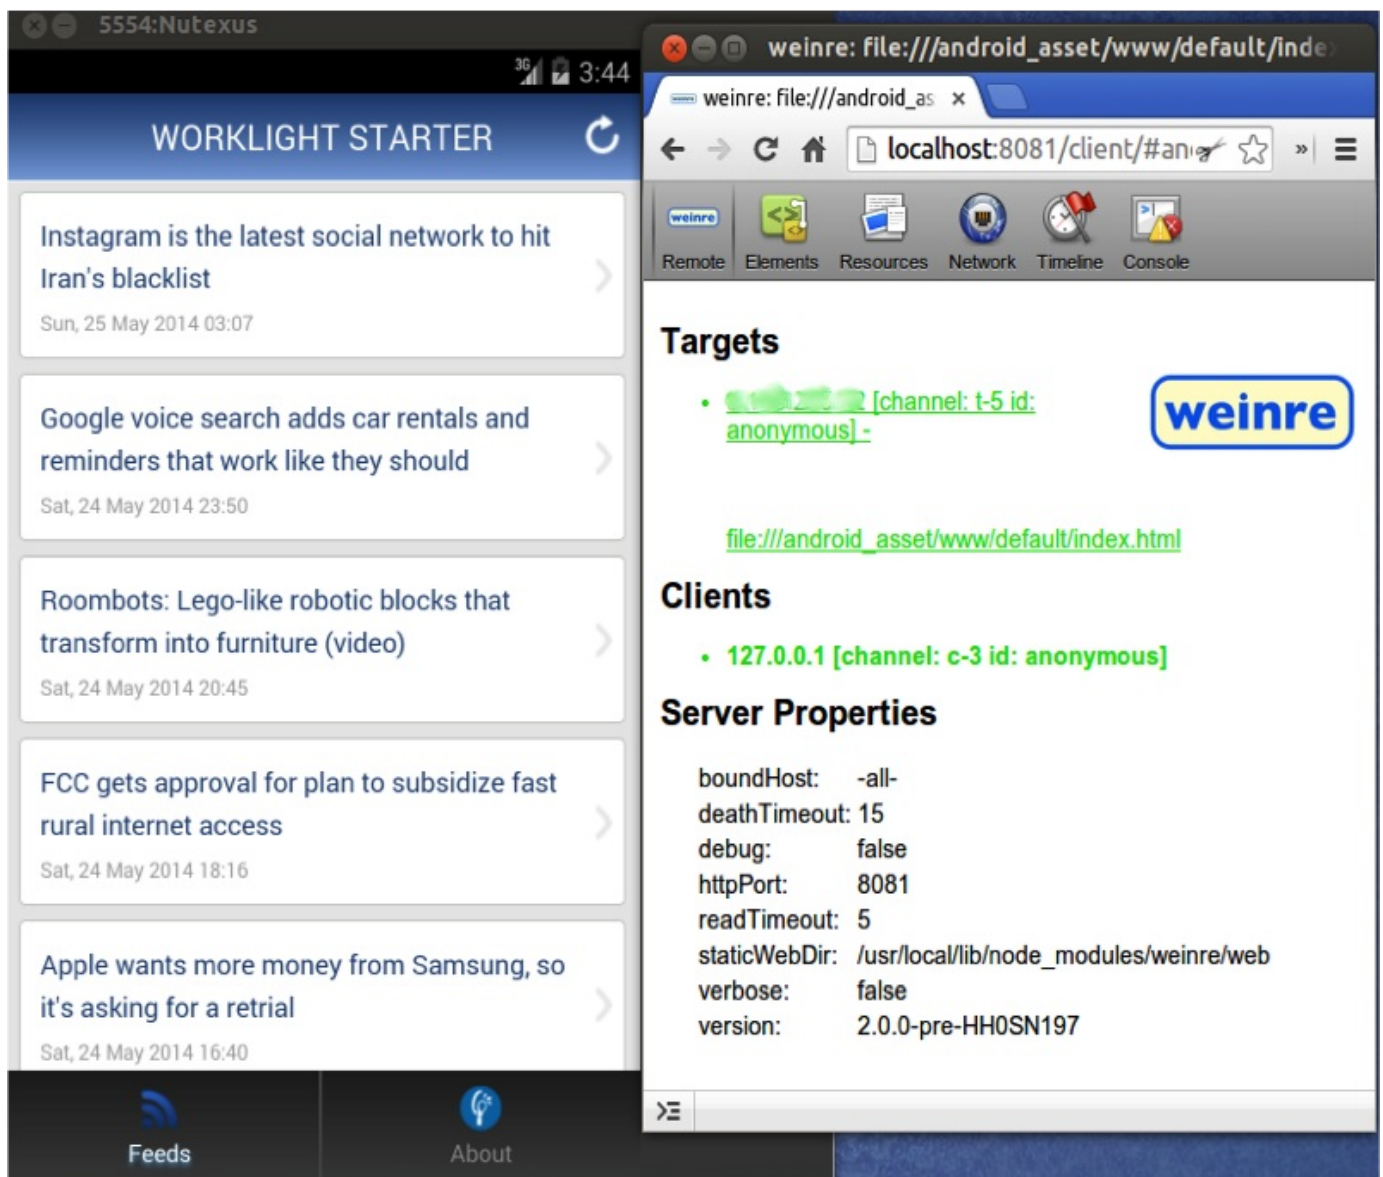 5554:Nutexus
3G
3:44
WORKLIGHT STARTER
Instagram is the latest social network to hit
Iran's blacklist
Sun, 25 May 2014 03:07
Google voice search adds car rentals and
reminders that work like they should
Sat, 24 May 2014 23:50
Roombots: Lego-like robotic blocks that
transform into furniture (video)
Sat, 24 May 2014 20:45
FCC gets approval for plan to subsidize fast
rural internet access
Sat, 24 May 2014 18:16
Apple wants more money from Samsung, so
it's asking for a retrial
Sat, 24 May 2014 16:40
Feeds
About
weinre: file:///android_asset/www/default/inde
weinre: file:///android_as
localhost:8081/client/#an
weinre
Remote
Elements
Resources
Network
Timeline
Console
Targets
[channel: t-5 id:
anonymous] -
weinre
file:///android_asset/www/default/index.html
Clients
127.0.0.1 [channel: c-3 id: anonymous]
Server Properties
boundHost: -all-
deathTimeout: 15
debug: false
httpPort: 8081
readTimeout: 5
staticWebDir: /usr/local/lib/node_modules/weinre/web
verbose: false
version: 2.0.0-pre-HH0SN197